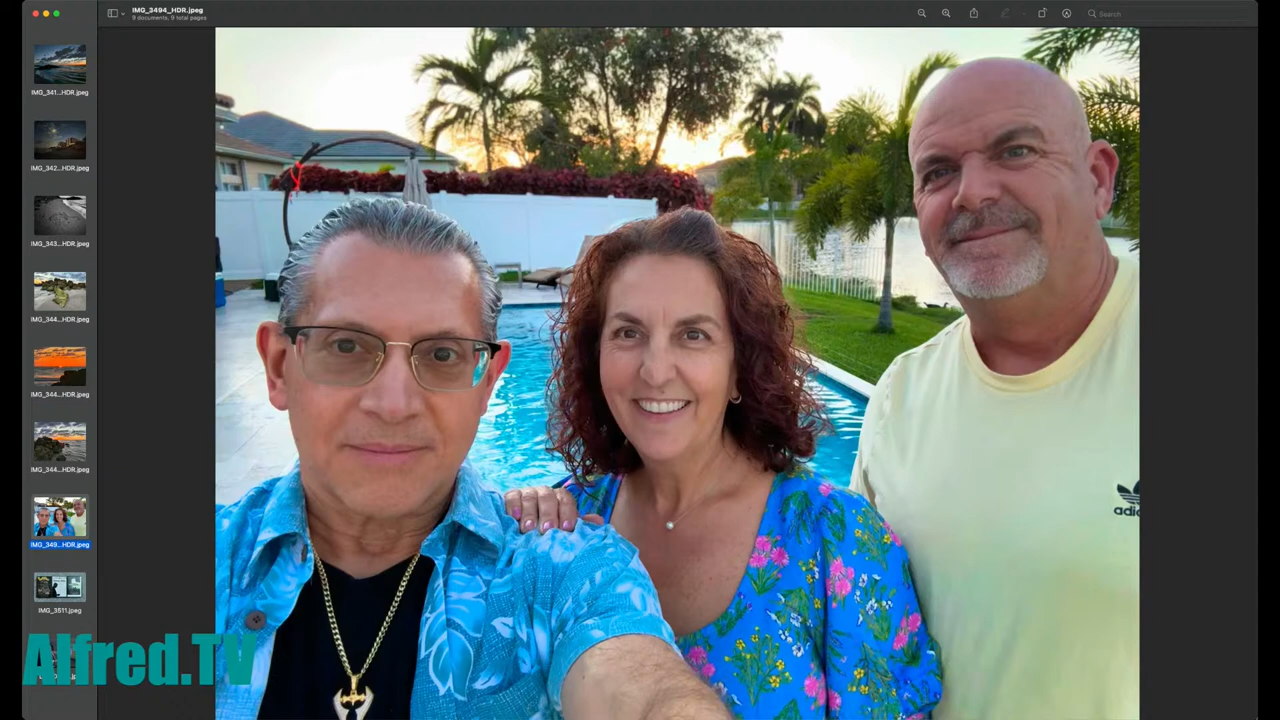 IMG_3494_HDR.jpeg
9 documents, 9 total pages
Search
IMG_341...HDR.jpeg
IMG_342...HDR.jpeg
IMG_343...HDR.jpeg
IMG_344...HDR.jpeg
IMG_344...HDR.jpeg
IMG_344...HDR.jpeg
IMG_349...HDR.jpeg
IMG_3511.jpeg
Alfred.TV
adi